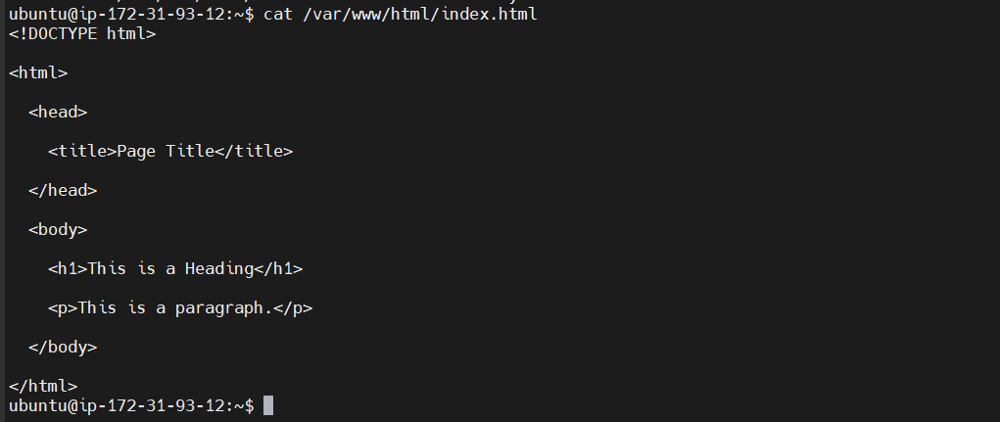 ubuntu@ip-172-31-93-12:~$ cat /var/www/html/index.html
<!DOCTYPE html>
<html>
<head>
<title>Page Title</title>
</head>
<body>
<h1>This is a Heading</h1>
<p>This is a paragraph.</p>
</body>
</html>
ubuntu@ip-172-31-93-12:~$